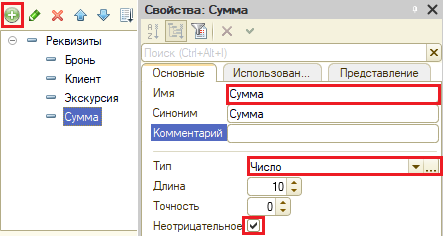 Свойства: Сумма
Поиск (Ctrl+Alt+I)
Реквизиты
Бронь
Клиент
Экскурсия
Сумма
Основные
Использован...
Представление
Имя
Сумма
Синоним
Сумма
Комментарий
Тип
Число
...
Длина
10
Точность
0
Неотрицательное